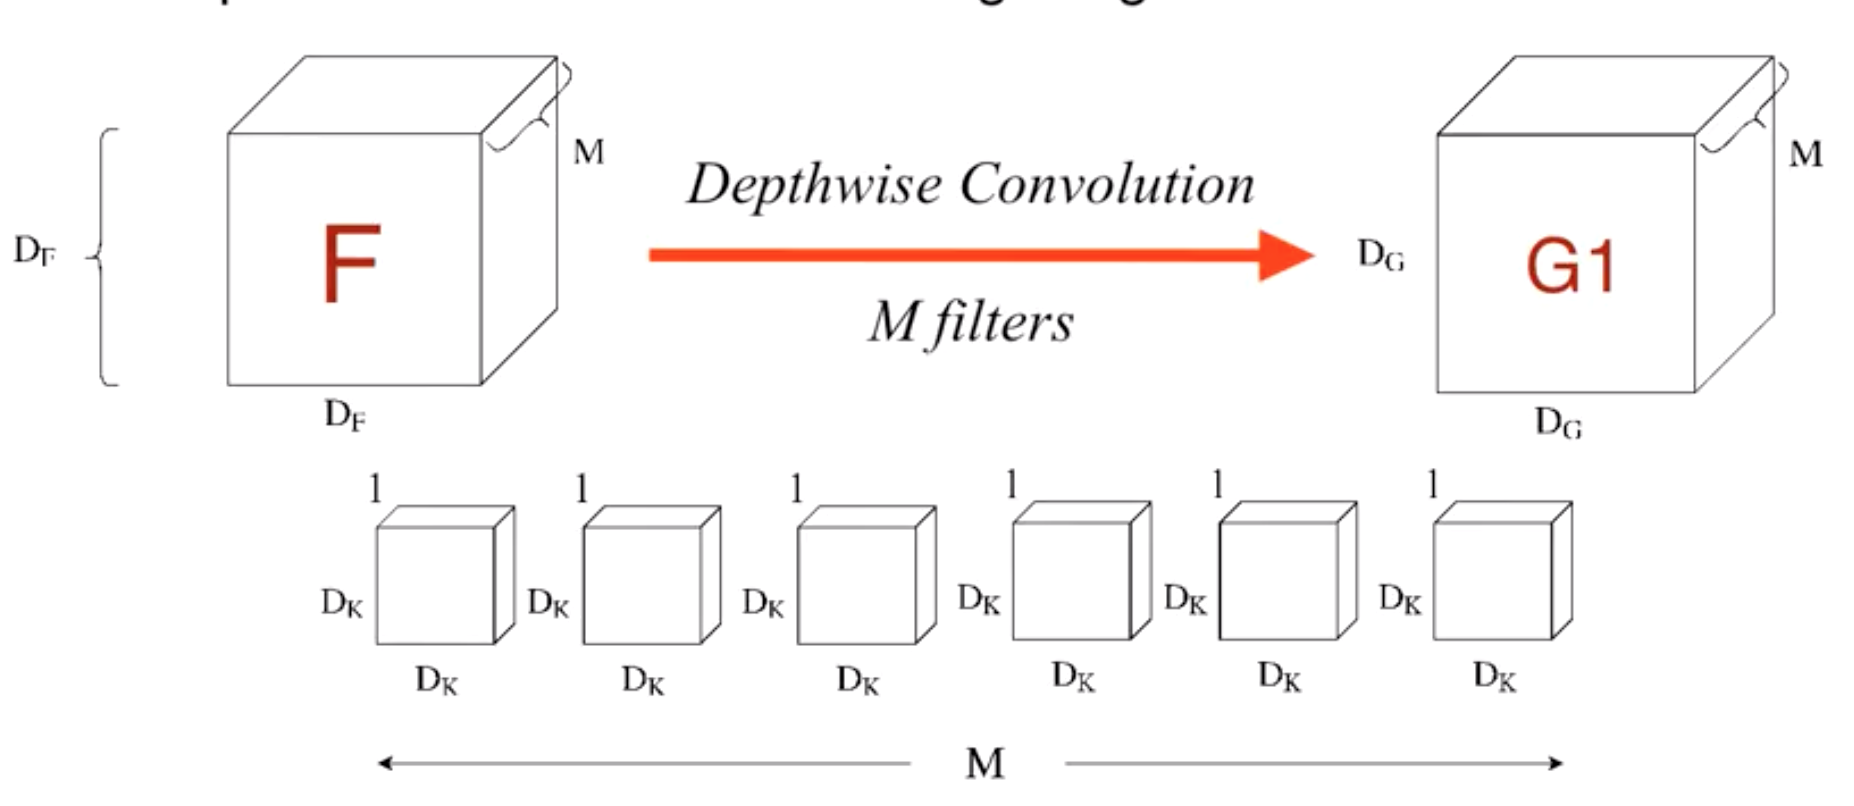 M
M
Depthwise Convolution
D_F
F
D_G
G1
M filters
D_F
D_G
1 1 1 1 1 1
D_K D_K D_K D_K D_K D_K
D_K D_K D_K D_K D_K D_K
M